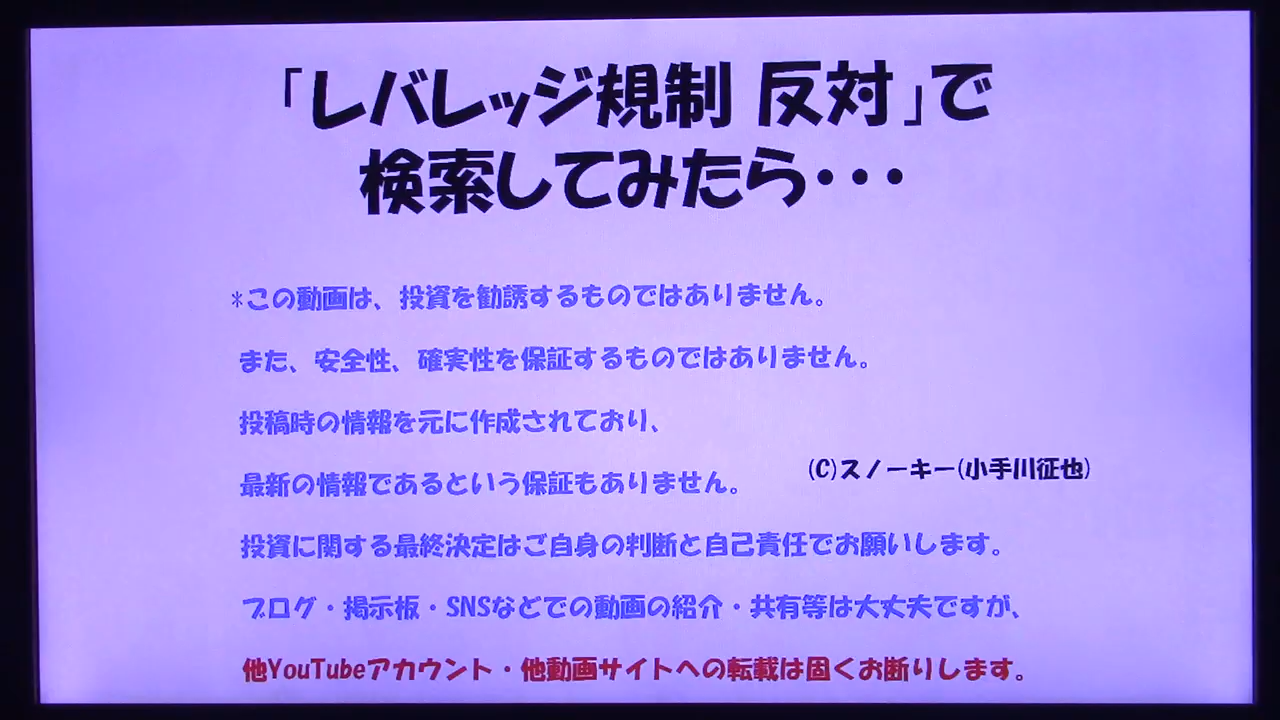 「レバレッジ規制 反対」で
検索してみたら・・・
*この動画は、投資を勧誘するものではありません。
また、安全性、確実性を保証するものではありません。
投稿時の情報を元に作成されており、
最新の情報であるという保証もありません。
(C)スノーキー(小手川征也)
投資に関する最終決定はご自身の判断と自己責任でお願いします。
ブログ・掲示板・SNSなどでの動画の紹介・共有等は大丈夫ですが、
他YouTubeアカウント・他動画サイトへの転載は固くお断りします。